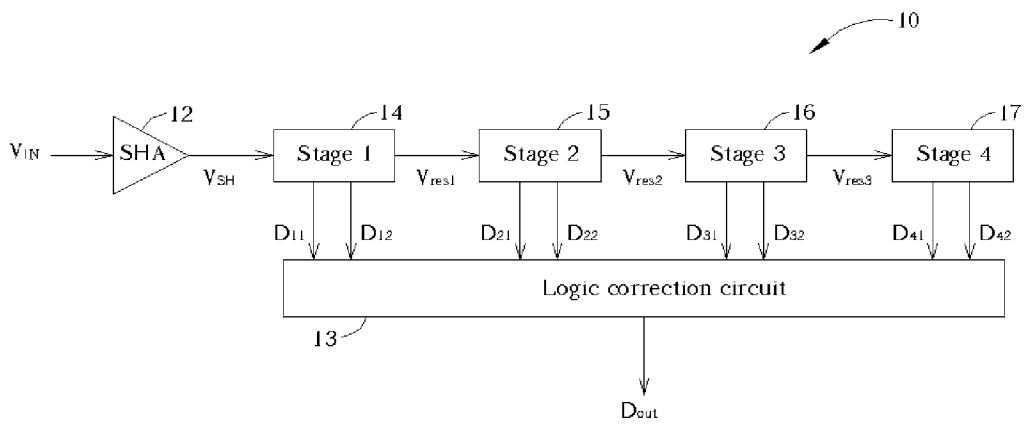 10
12
14
15
16
17
VIN
SHA
Stage 1
Stage 2
Stage 3
Stage 4
VSH
Vres1
Vres2
Vres3
D11
D12
D21
D22
D31
D32
D41
D42
Logic correction circuit
13
Dout